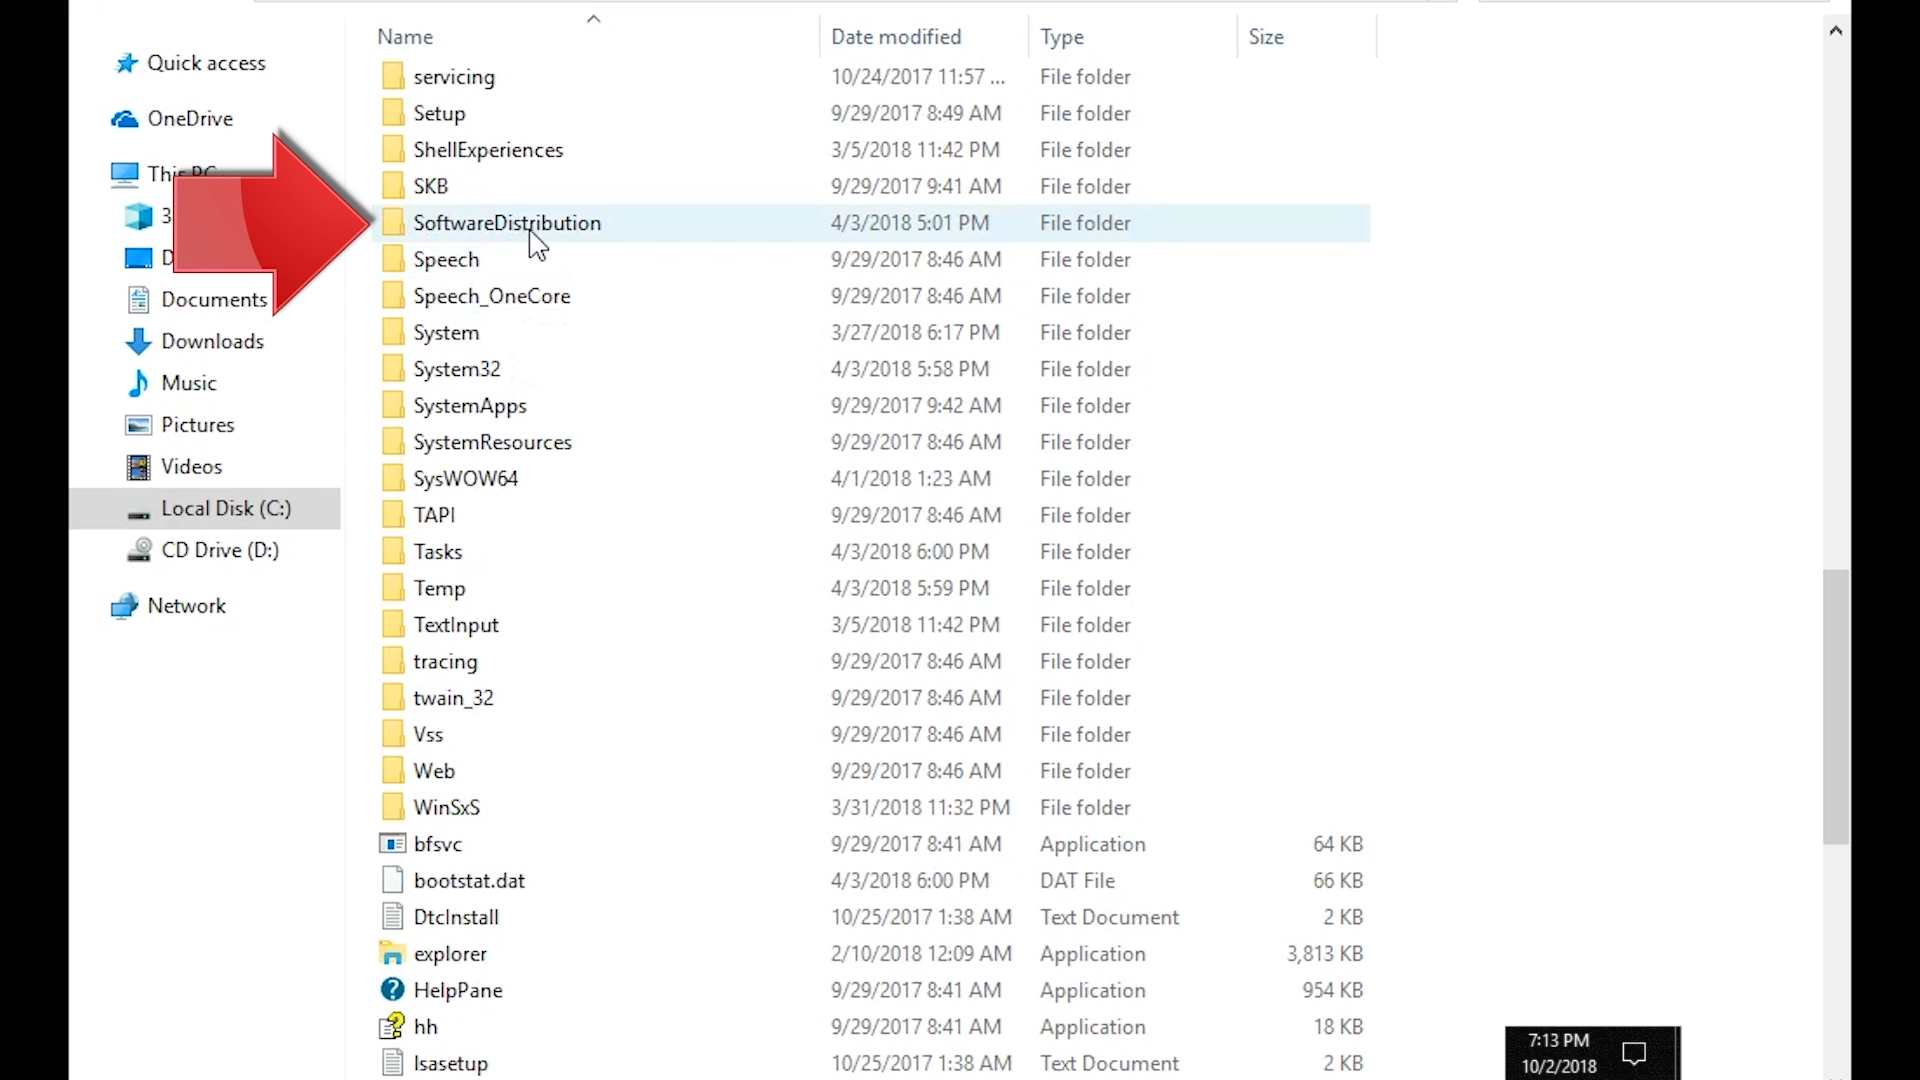 Name Date modified Type Size
Quick access
OneDrive
This PC
3
D
Documents
Downloads
Music
Pictures
Videos
Local Disk (C:)
CD Drive (D:)
Network
servicing 10/24/2017 11:57 ... File folder
Setup 9/29/2017 8:49 AM File folder
ShellExperiences 3/5/2018 11:42 PM File folder
SKB 9/29/2017 9:41 AM File folder
SoftwareDistribution 4/3/2018 5:01 PM File folder
Speech 9/29/2017 8:46 AM File folder
Speech_OneCore 9/29/2017 8:46 AM File folder
System 3/27/2018 6:17 PM File folder
System32 4/3/2018 5:58 PM File folder
SystemApps 9/29/2017 9:42 AM File folder
SystemResources 9/29/2017 8:46 AM File folder
SysWOW64 4/1/2018 1:23 AM File folder
TAPI 9/29/2017 8:46 AM File folder
Tasks 4/3/2018 6:00 PM File folder
Temp 4/3/2018 5:59 PM File folder
TextInput 3/5/2018 11:42 PM File folder
tracing 9/29/2017 8:46 AM File folder
twain_32 9/29/2017 8:46 AM File folder
Vss 9/29/2017 8:46 AM File folder
Web 9/29/2017 8:46 AM File folder
WinSxS 3/31/2018 11:32 PM File folder
bfsvc 9/29/2017 8:41 AM Application 64 KB
bootstat.dat 4/3/2018 6:00 PM DAT File 66 KB
DtcInstall 10/25/2017 1:38 AM Text Document 2 KB
explorer 2/10/2018 12:09 AM Application 3,813 KB
HelpPane 9/29/2017 8:41 AM Application 954 KB
hh 9/29/2017 8:41 AM Application 18 KB
lsasetup 10/25/2017 1:38 AM Text Document 2 KB
7:13 PM
10/2/2018